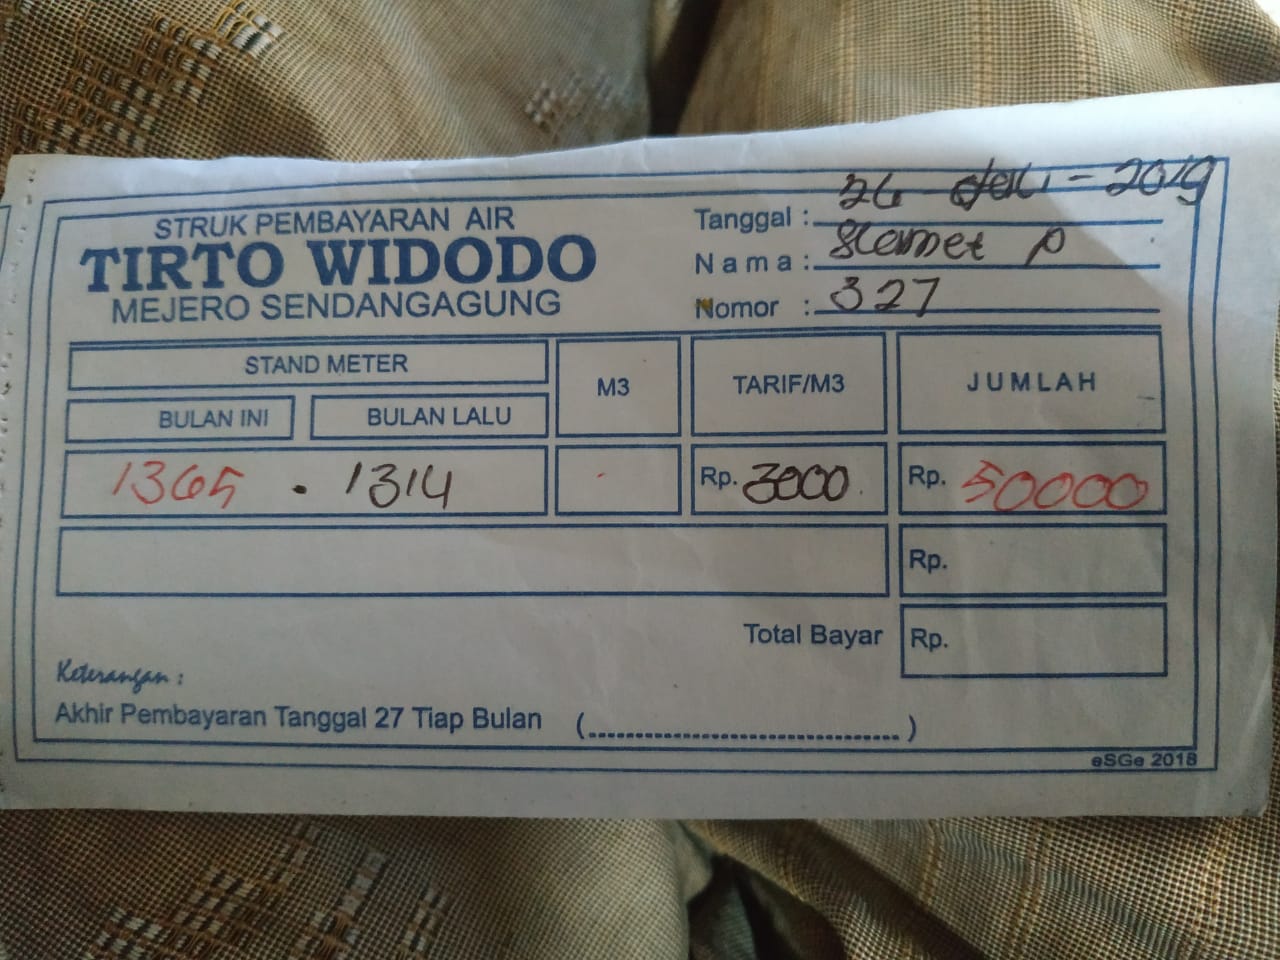 STRUK PEMBAYARAN AIR
TIRTO WIDODO
MEJERO SENDANGAGUNG
Tanggal : 26 - - 2019
Nama : Slamet P
Nomor : 327
STAND METER
BULAN INI BULAN LALU M3 TARIF/M3 JUMLAH
1365 . 1314 Rp. 3000 Rp. 50000
Rp.
Total Bayar Rp.
Keterangan :
Akhir Pembayaran Tanggal 27 Tiap Bulan (..............................)
eSGe 2018